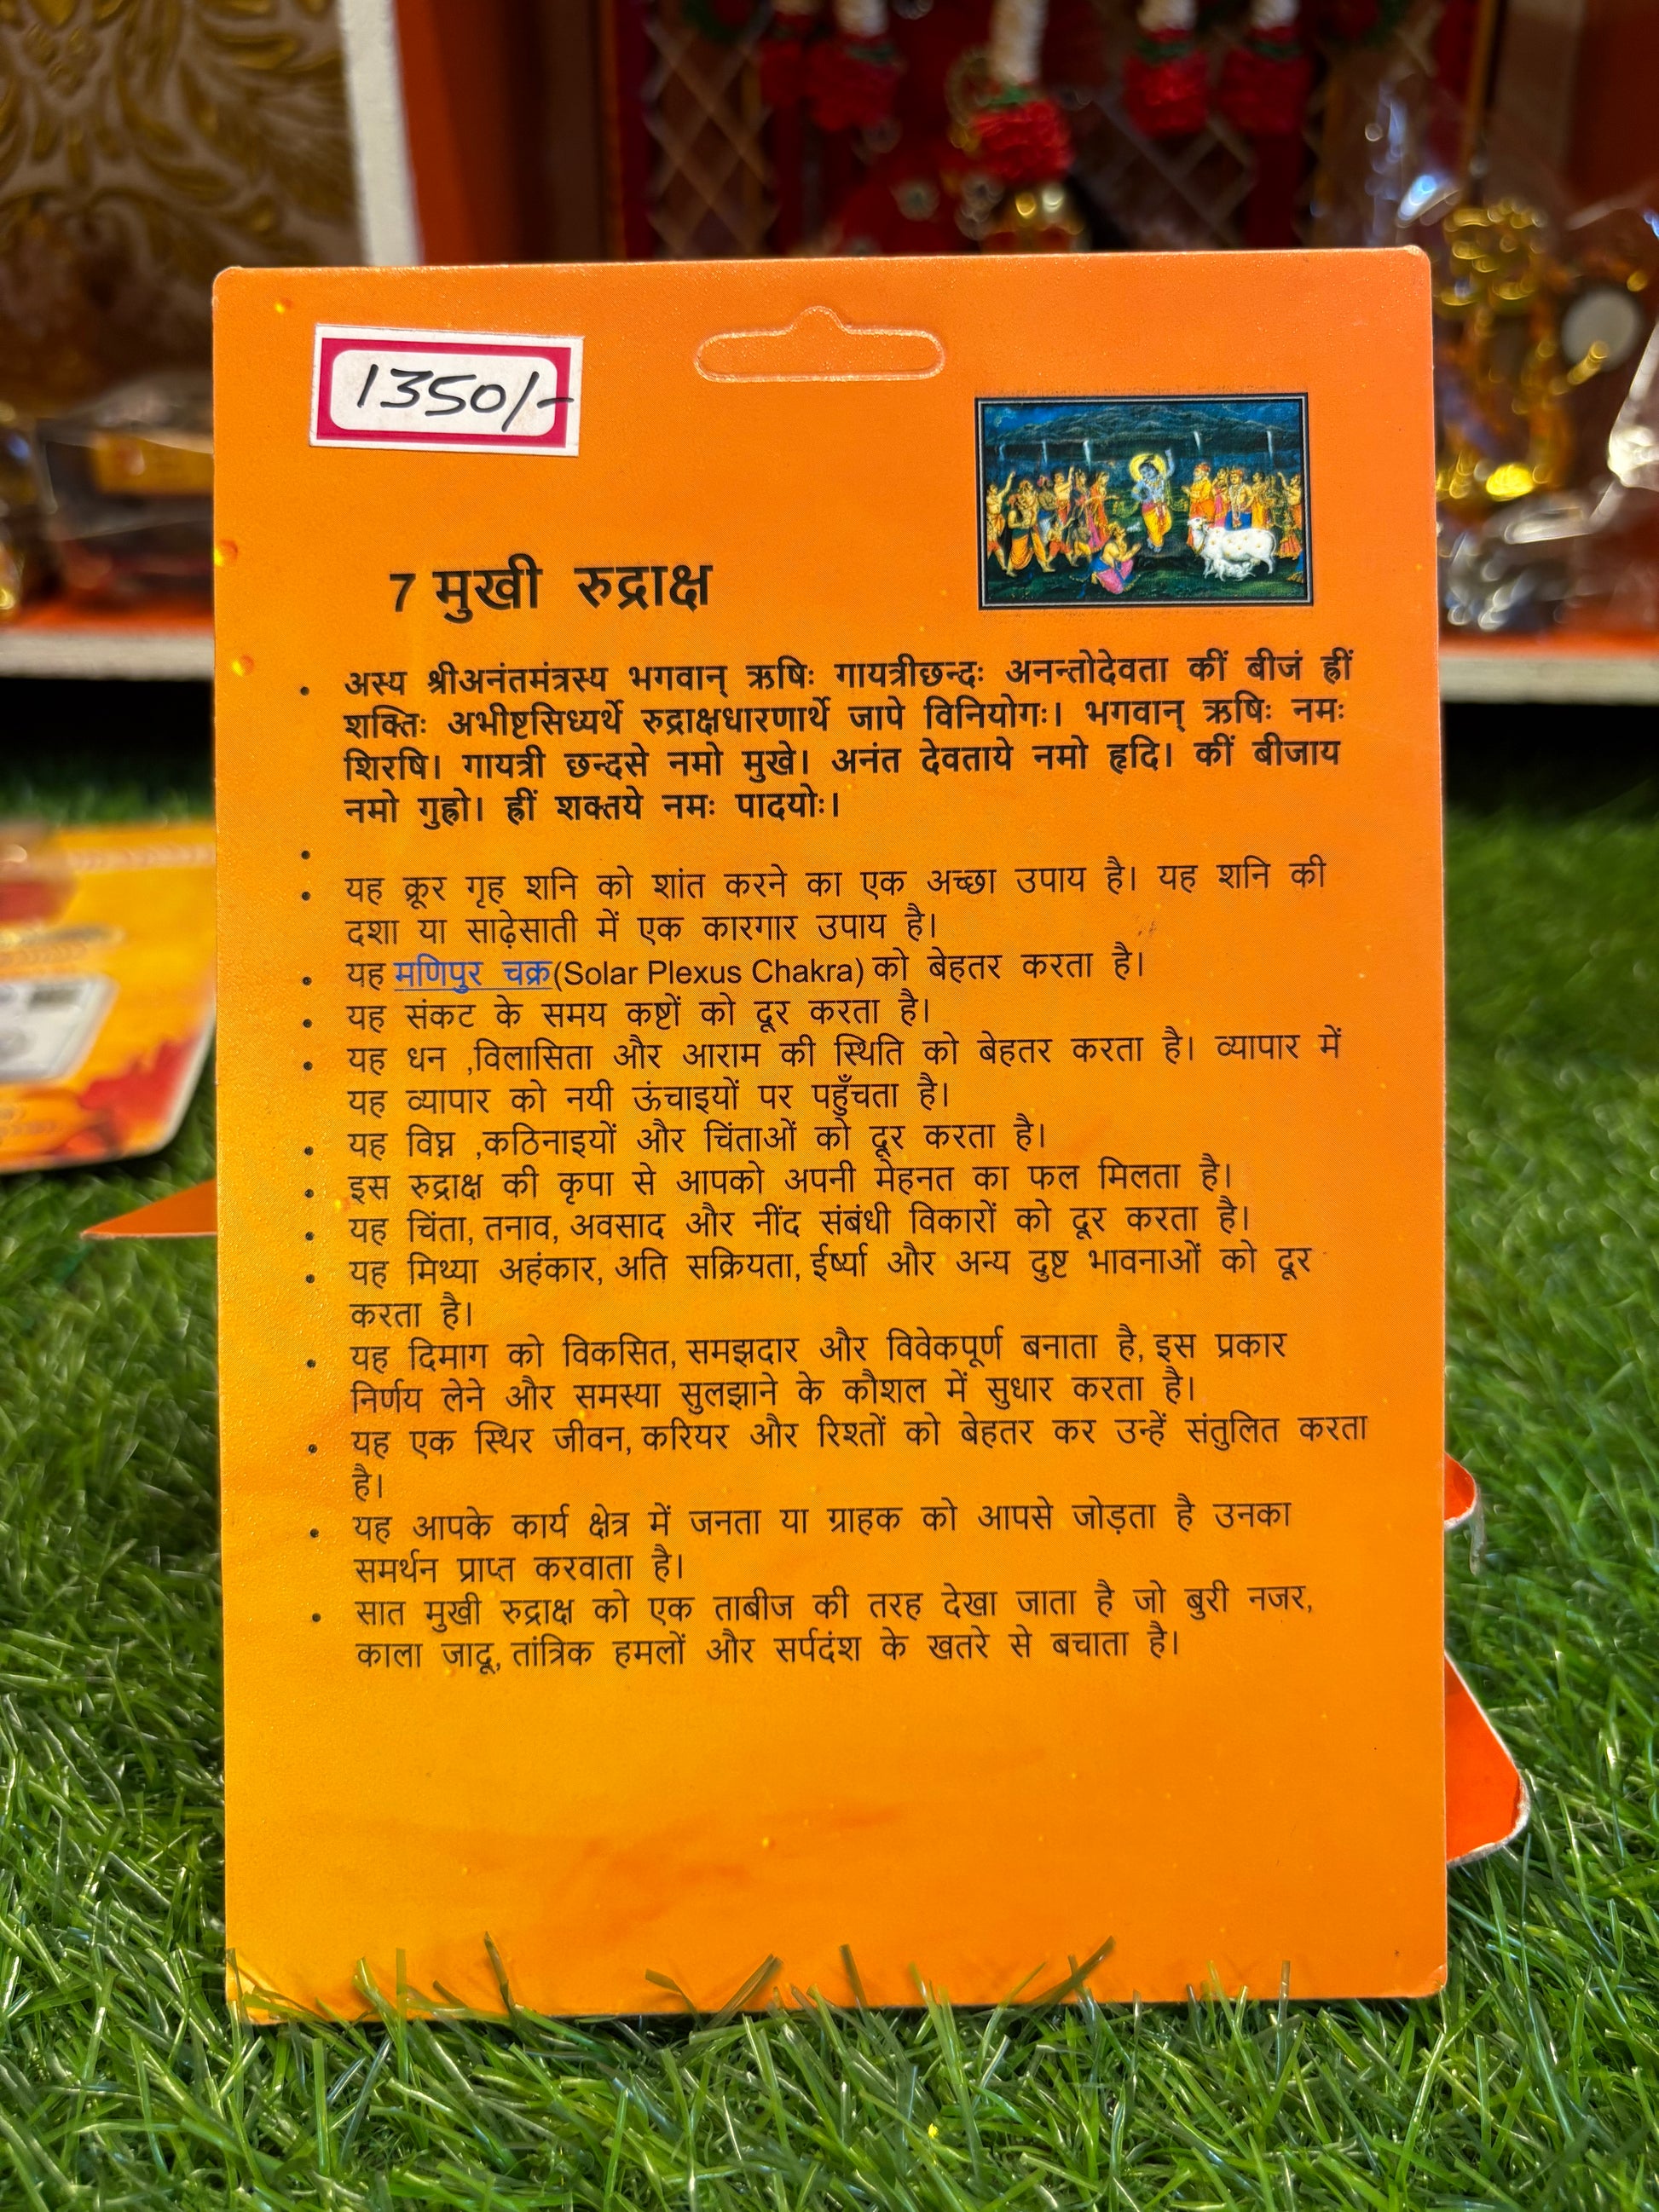 1350/-
7 मुखी रुद्राक्ष
• अस्य श्रीअनंतमंत्रस्य भगवान् ऋषिः गायत्रीछन्दः अनन्तोदेवता कीं बीजं ह्रीं
शक्तिः अभीष्टसिध्यर्थे रुद्राक्षधारणार्थे जापे विनियोगः। भगवान् ऋषिः नमः
शिरषि। गायत्री छन्दसे नमो मुखे। अनंत देवताये नमो हृदि। कीं बीजाय
नमो गुह्रो। ह्रीं शक्तये नमः पादयोः।
•
• यह क्रूर गृह शनि को शांत करने का एक अच्छा उपाय है। यह शनि की
दशा या साढ़ेसाती में एक कारगार उपाय है।
• यह मणिपुर चक्र(Solar Plexus Chakra) को बेहतर करता है।
• यह संकट के समय कष्टों को दूर करता है।
• यह धन ,विलासिता और आराम की स्थिति को बेहतर करता है। व्यापार में
यह व्यापार को नयी ऊंचाइयों पर पहुँचता है।
• यह विघ्न ,कठिनाइयों और चिंताओं को दूर करता है।
• इस रुद्राक्ष की कृपा से आपको अपनी मेहनत का फल मिलता है।
• यह चिंता, तनाव, अवसाद और नींद संबंधी विकारों को दूर करता है।
• यह मिथ्या अहंकार, अति सक्रियता, ईर्ष्या और अन्य दुष्ट भावनाओं को दूर
करता है।
• यह दिमाग को विकसित, समझदार और विवेकपूर्ण बनाता है, इस प्रकार
निर्णय लेने और समस्या सुलझाने के कौशल में सुधार करता है।
• यह एक स्थिर जीवन, करियर और रिश्तों को बेहतर कर उन्हें संतुलित करता
है।
• यह आपके कार्य क्षेत्र में जनता या ग्राहक को आपसे जोड़ता है उनका
समर्थन प्राप्त करवाता है।
• सात मुखी रुद्राक्ष को एक ताबीज की तरह देखा जाता है जो बुरी नजर,
काला जादू, तांत्रिक हमलों और सर्पदंश के खतरे से बचाता है।